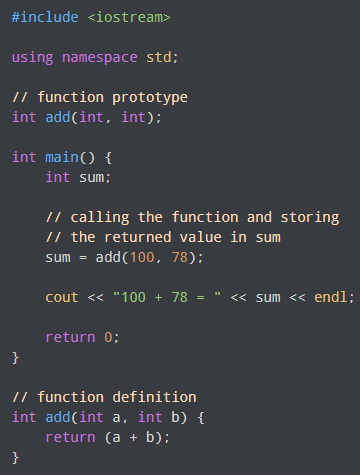 #include <iostream>

using namespace std;

// function prototype
int add(int, int);

int main() {
    int sum;

    // calling the function and storing
    // the returned value in sum
    sum = add(100, 78);

    cout << "100 + 78 = " << sum << endl;

    return 0;
}

// function definition
int add(int a, int b) {
    return (a + b);
}